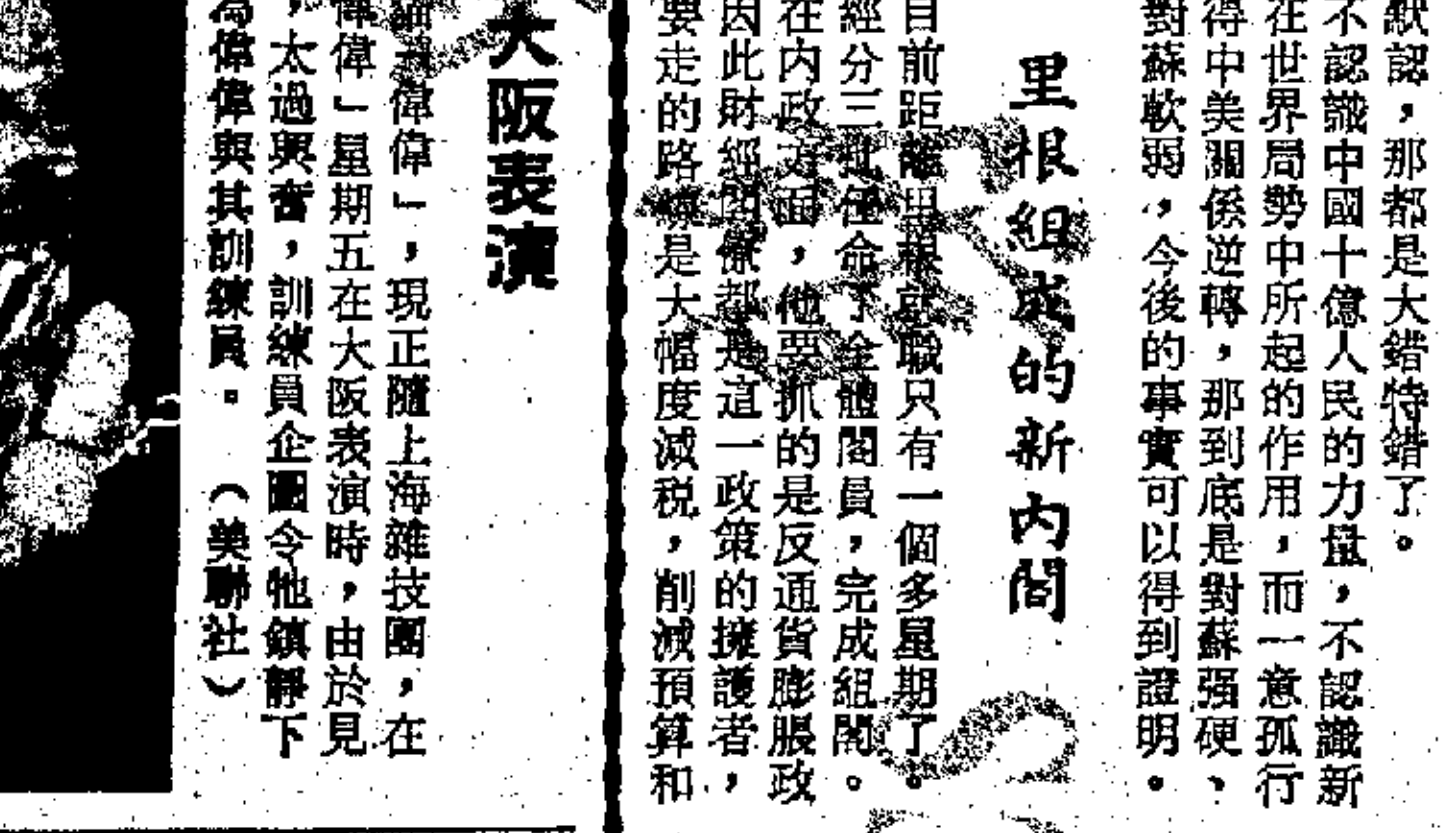 默認，那都是大錯特錯了。
不認識中國十億人民的力量，不認識新
在世界局勢中所起的作用，而一意孤行
得中美關係逆轉，那到底是對蘇强硬、
對蘇軟弱，今後的事實可以得到證明。
里根組成的新內閣
目前距離里根就職只有一個多星期了。
經分三批任命了全體閣員，完成組閣。
在内政方面，他要抓的是反通貨膨脹政
因此財經閣僚都是這一政策的擁護者，
要走的路線是大幅度減税，削減預算和
大阪表演
貓「偉偉」，現正隨上海雜技團，在
偉偉」星期五在大阪表演時，由於見
，太過興奮，訓練員企圖令牠鎮靜下
為偉偉與其訓練員。（美聯社）